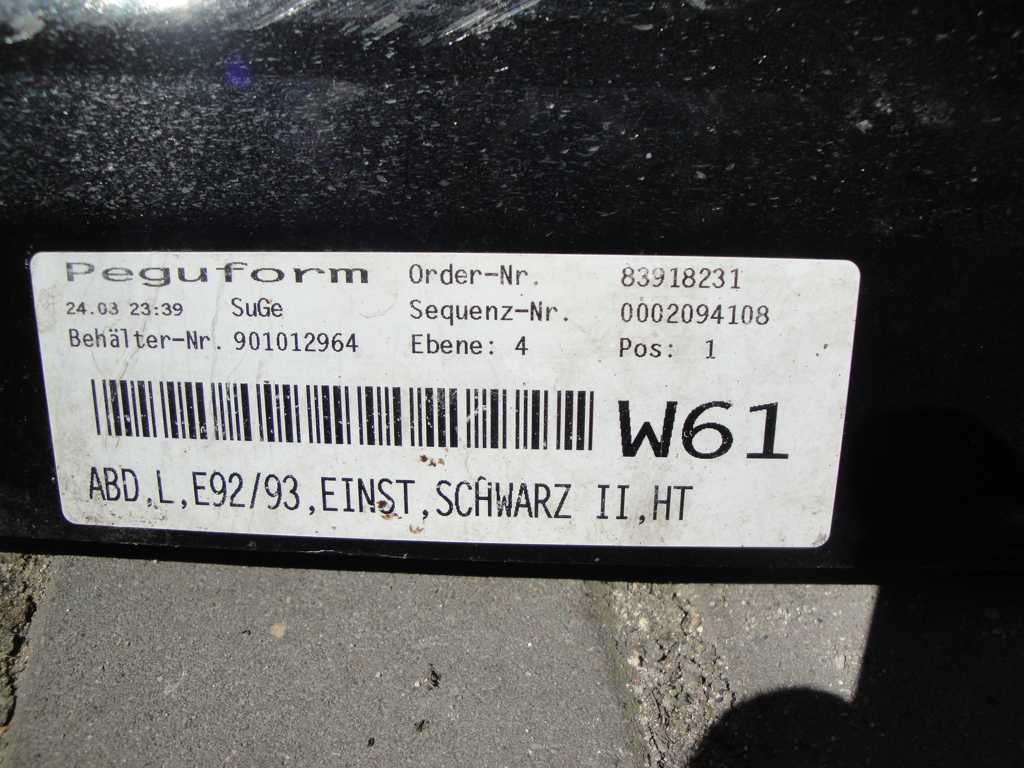 Peguform Order-Nr. 83918231
24.03 23:39 SuGe Sequenz-Nr. 0002094108
Behälter-Nr. 901012964 Ebene: 4 Pos: 1
W61
ABD,L,E92/93,EINST,SCHWARZ II,HT